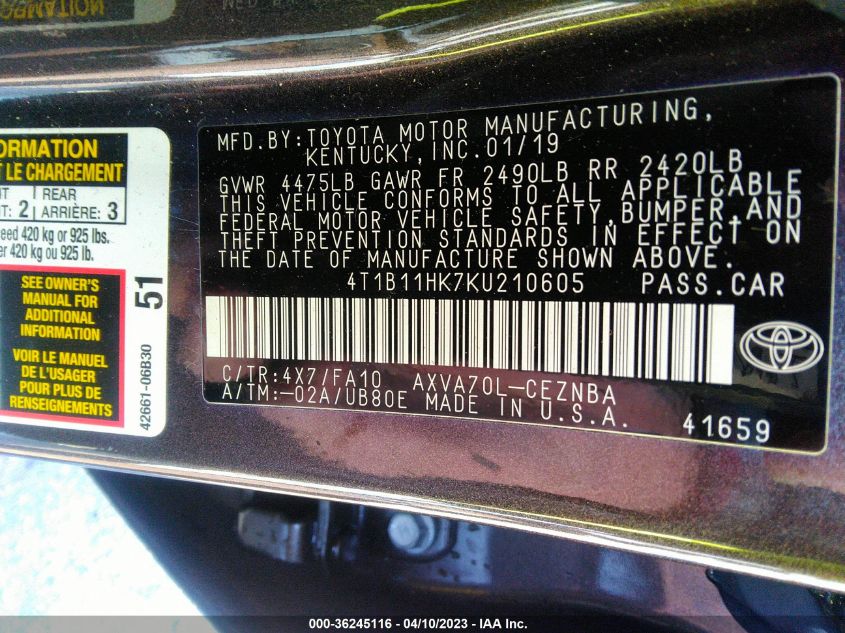 ORMATION
T LE CHARGEMENT
NT REAR
NT: 2 ARRIÈRE: 3
eed 420 kg or 925 lbs.
er 420 kg ou 925 lb.
SEE OWNER'S
MANUAL FOR
ADDITIONAL
INFORMATION
VOIR LE MANUEL
DE L'USAGER
POUR PLUS DE
RENSEIGNEMENTS
51
42661-06B30
MFD.BY:TOYOTA MOTOR MANUFACTURING,
KENTUCKY,INC.01/19
GVWR 4475LB GAWR FR 2490LB RR 2420LB
THIS VEHICLE CONFORMS TO ALL APPLICABLE
FEDERAL MOTOR VEHICLE SAFETY,BUMPER,AND
THEFT PREVENTION STANDARDS IN EFFECT ON
THE DATE OF MANUFACTURE SHOWN ABOVE.
4T1B11HK7KU210605 PASS.CAR
C/TR:4X7/FA10 AXVA70L-CEZNBA
A/TM:-02A/UB80E MADE IN U.S.A.
41659
000-36245116 - 04/10/2023 - IAA Inc.